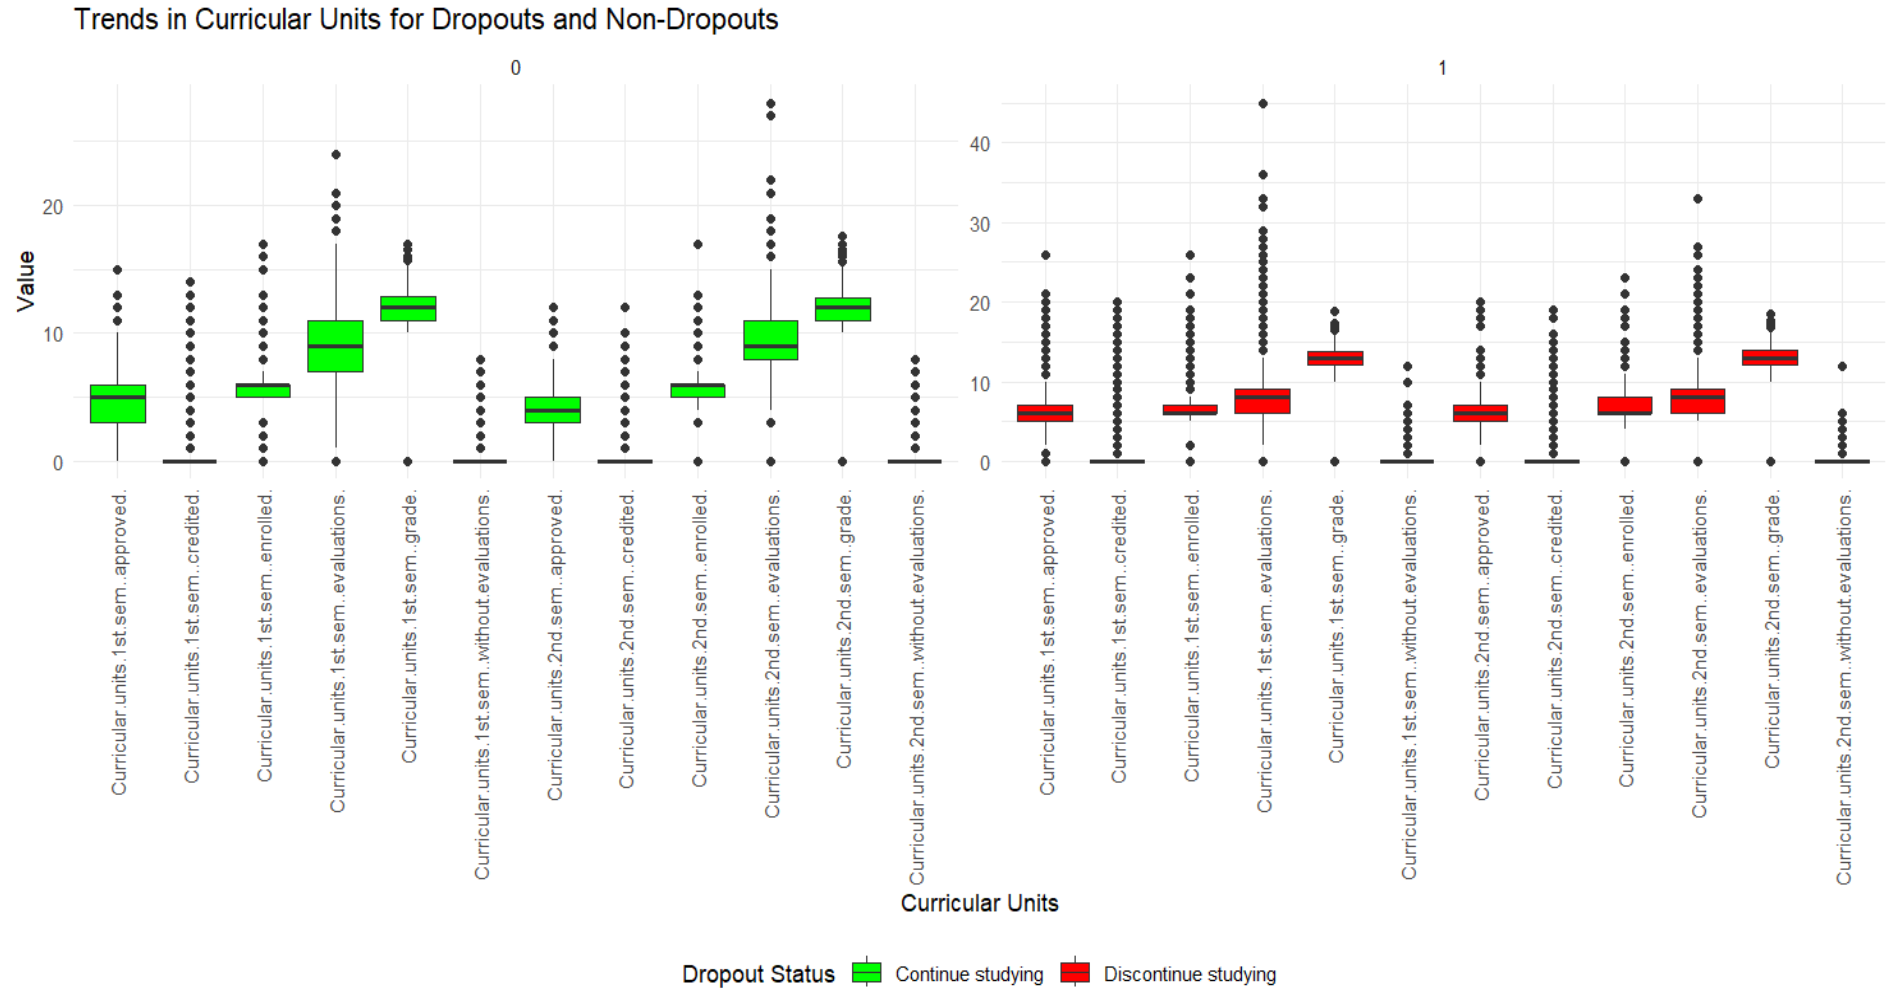 Trends in Curricular Units for Dropouts and Non-Dropouts
0
1
Value
20
10
0
40
30
20
10
0
Curricular.units.1st.sem..approved.
Curricular.units.1st.sem..credited.
Curricular.units.1st.sem..enrolled.
Curricular.units.1st.sem..evaluations.
Curricular.units.1st.sem..grade.
Curricular.units.1st.sem..without.evaluations.
Curricular.units.2nd.sem..approved.
Curricular.units.2nd.sem..credited.
Curricular.units.2nd.sem..enrolled.
Curricular.units.2nd.sem..evaluations.
Curricular.units.2nd.sem..grade.
Curricular.units.2nd.sem..without.evaluations.
Curricular.units.1st.sem..approved.
Curricular.units.1st.sem..credited.
Curricular.units.1st.sem..enrolled.
Curricular.units.1st.sem..evaluations.
Curricular.units.1st.sem..grade.
Curricular.units.1st.sem..without.evaluations.
Curricular.units.2nd.sem..approved.
Curricular.units.2nd.sem..credited.
Curricular.units.2nd.sem..enrolled.
Curricular.units.2nd.sem..evaluations.
Curricular.units.2nd.sem..grade.
Curricular.units.2nd.sem..without.evaluations.
Curricular Units
Dropout Status Continue studying Discontinue studying